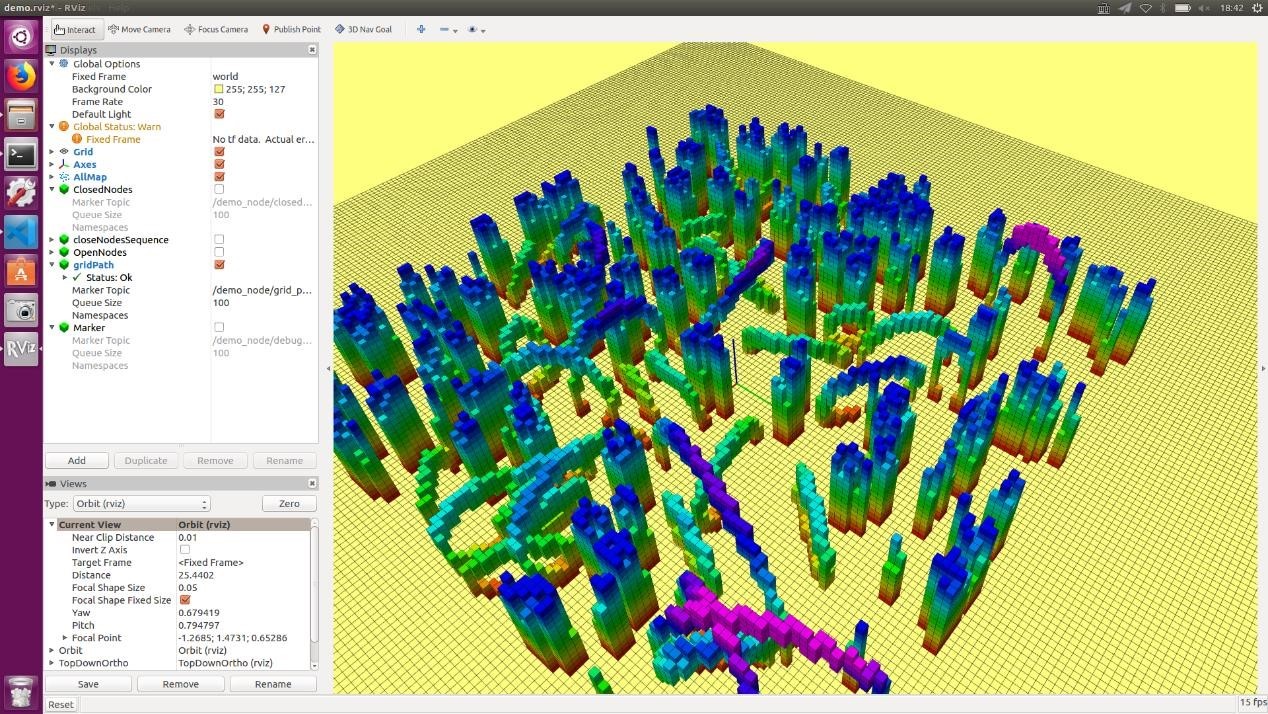 demo.rviz* - RViz
18:42
Interact
Move Camera
Focus Camera
Publish Point
3D Nav Goal
Displays
Global Options
Fixed Frame world
Background Color 255; 255; 127
Frame Rate 30
Default Light
Global Status: Warn
Fixed Frame No tf data. Actual er...
Grid
Axes
AllMap
ClosedNodes
Marker Topic /demo_node/closed...
Queue Size 100
Namespaces
closeNodesSequence
OpenNodes
gridPath
Status: Ok
Marker Topic /demo_node/grid_p...
Queue Size 100
Namespaces
Marker
Marker Topic /demo_node/debug...
Queue Size 100
Namespaces
Add Duplicate Remove Rename
Views
Type: Orbit (rviz) Zero
Current View Orbit (rviz)
Near Clip Distance 0.01
Invert Z Axis
Target Frame <Fixed Frame>
Distance 25.4402
Focal Shape Size 0.05
Focal Shape Fixed Size
Yaw 0.679419
Pitch 0.794797
Focal Point -1.2685; 1.4731; 0.65286
Orbit Orbit (rviz)
TopDownOrtho TopDownOrtho (rviz)
Save Remove Rename
Reset
15 fps
RViz